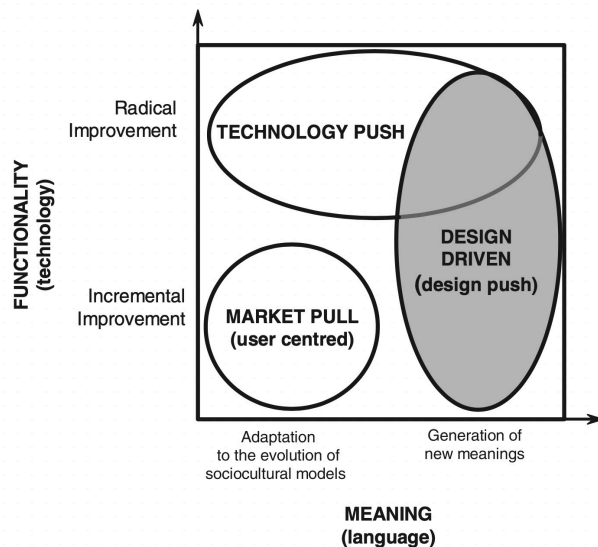 Radical
Improvement
TECHNOLOGY PUSH
FUNCTIONALITY
(technology)
DESIGN
DRIVEN
(design push)
Incremental
Improvement
MARKET PULL
(user centred)
Adaptation
to the evolution of
sociocultural models
Generation of
new meanings
MEANING
(language)